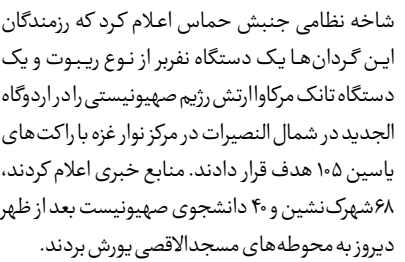 شاخه نظامی جنبش حماس اعلام کرد که رزمندگان
این گردان‌ها یک دستگاه نفربر از نوع ریبوت و یک
دستگاه تانک مرکاوا ارتش رژیم صهیونیستی را در اردوگاه
الجدید در شمال النصیرات در مرکز نوار غزه با راکت‌های
یاسین ۱۰۵ هدف قرار دادند. منابع خبری اعلام کردند،
۶۸شهرک‌نشین و ۴۰ دانشجوی صهیونیست بعد از ظهر
دیروز به محوطه‌های مسجدالاقصی یورش بردند.